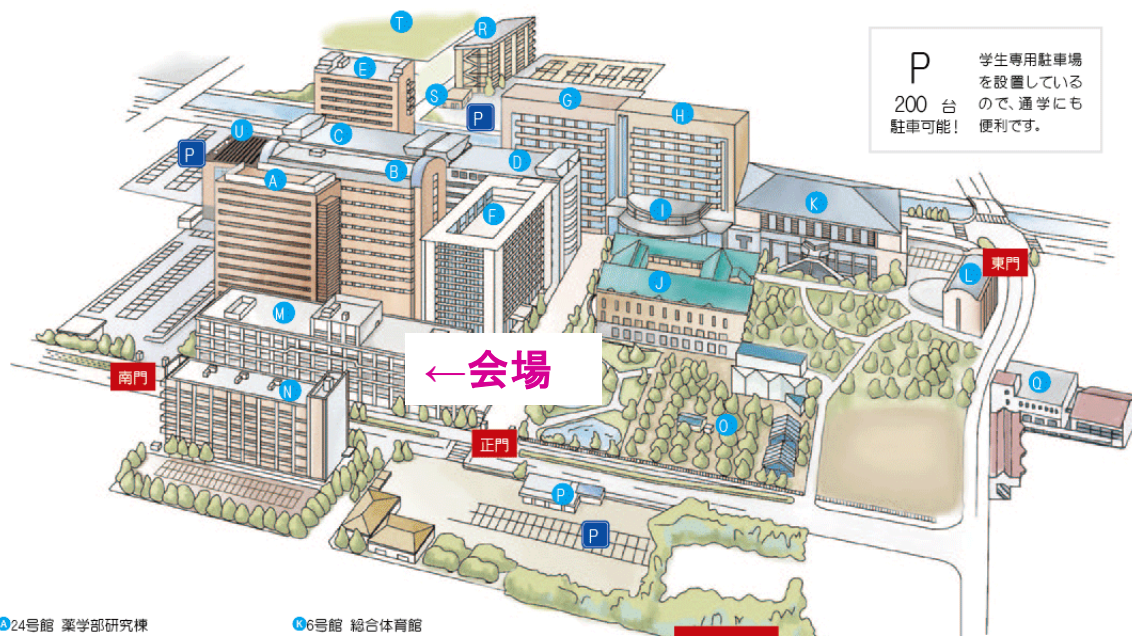 T
R
E
S
P
G
H
P
200 台
駐車可能!
学生専用駐車場
を設置している
ので、通学にも
便利です。
U
C
P
A
B
D
F
I
K
J
L
東門
M
←会場
南門
N
Q
正門
O
P
P
A24号館 薬学部研究棟
K6号館 総合体育館